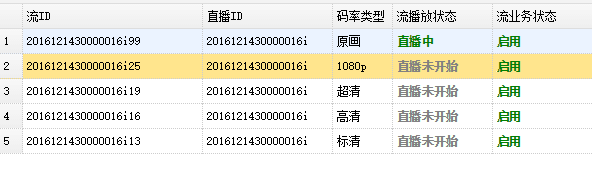 流ID 直播ID 码率类型 流播放状态 流业务状态
1 2016121430000016i99 2016121430000016i 原画 直播中 启用
2 2016121430000016i25 2016121430000016i 1080p 直播未开始 启用
3 2016121430000016i19 2016121430000016i 超清 直播未开始 启用
4 2016121430000016i16 2016121430000016i 高清 直播未开始 启用
5 2016121430000016i13 2016121430000016i 标清 直播未开始 启用